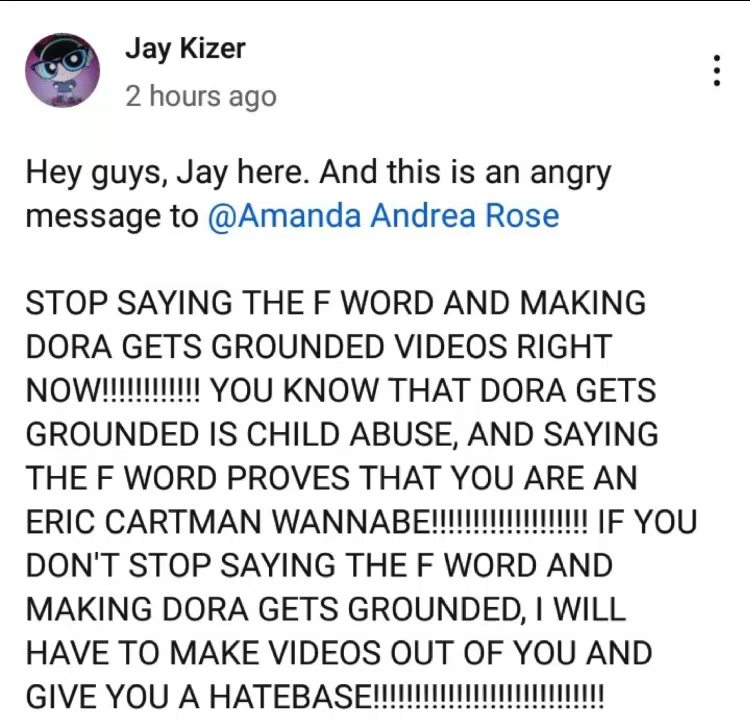 Jay Kizer
2 hours ago
Hey guys, Jay here. And this is an angry
message to @Amanda Andrea Rose
STOP SAYING THE F WORD AND MAKING
DORA GETS GROUNDED VIDEOS RIGHT
NOW!!!!!!!!!!!! YOU KNOW THAT DORA GETS
GROUNDED IS CHILD ABUSE, AND SAYING
THE F WORD PROVES THAT YOU ARE AN
ERIC CARTMAN WANNABE!!!!!!!!!!!!!!!!!!! IF YOU
DON'T STOP SAYING THE F WORD AND
MAKING DORA GETS GROUNDED, I WILL
HAVE TO MAKE VIDEOS OUT OF YOU AND
GIVE YOU A HATEBASE!!!!!!!!!!!!!!!!!!!!!!!!!!!!